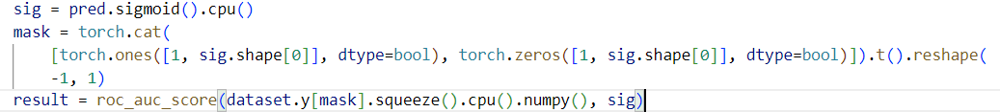 sig = pred.sigmoid().cpu()
mask = torch.cat(
[torch.ones([1, sig.shape[0]], dtype=bool), torch.zeros([1, sig.shape[0]], dtype=bool)]).t().reshape(
-1, 1)
result = roc_auc_score(dataset.y[mask].squeeze().cpu().numpy(), sig)